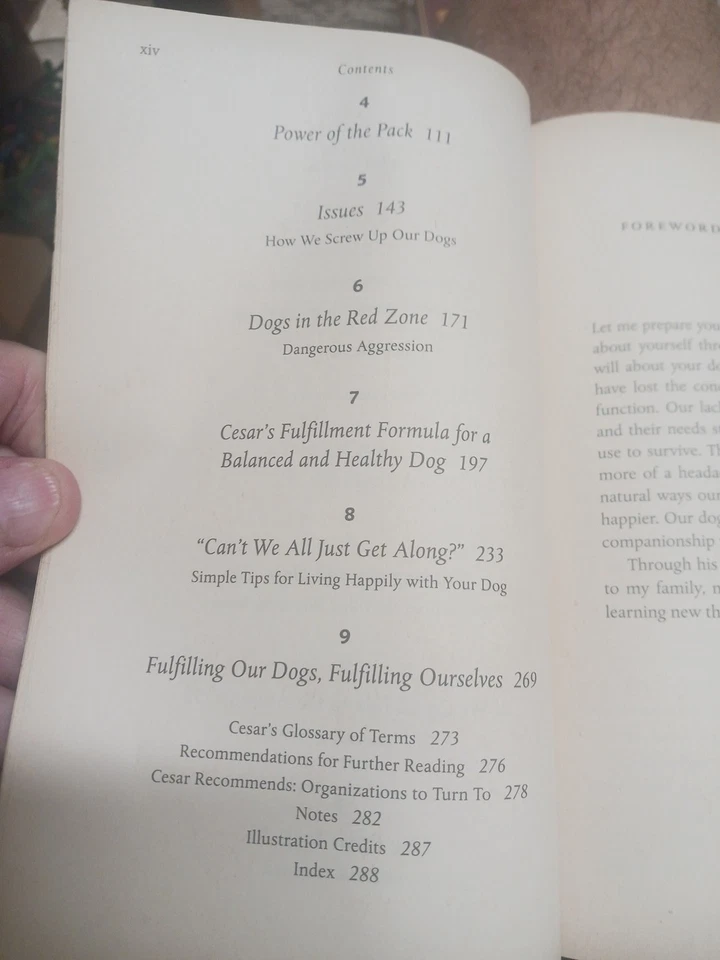 xiv
Contents
4
Power of the Pack 111
5
Issues 143
How We Screw Up Our Dogs
6
Dogs in the Red Zone 171
Dangerous Aggression
7
Cesar's Fulfillment Formula for a
Balanced and Healthy Dog 197
8
"Can't We All Just Get Along?" 233
Simple Tips for Living Happily with Your Dog
9
Fulfilling Our Dogs, Fulfilling Ourselves 269
Cesar's Glossary of Terms 273
Recommendations for Further Reading 276
Cesar Recommends: Organizations to Turn To 278
Notes 282
Illustration Credits 287
Index 288
FOREWORD
Let me prepare you
about yourself
will about your
have lost the
function. Our
and their needs
use to survive.
more of a
natural ways our
happier. Our
companionship
Through his
to my family,
learning new